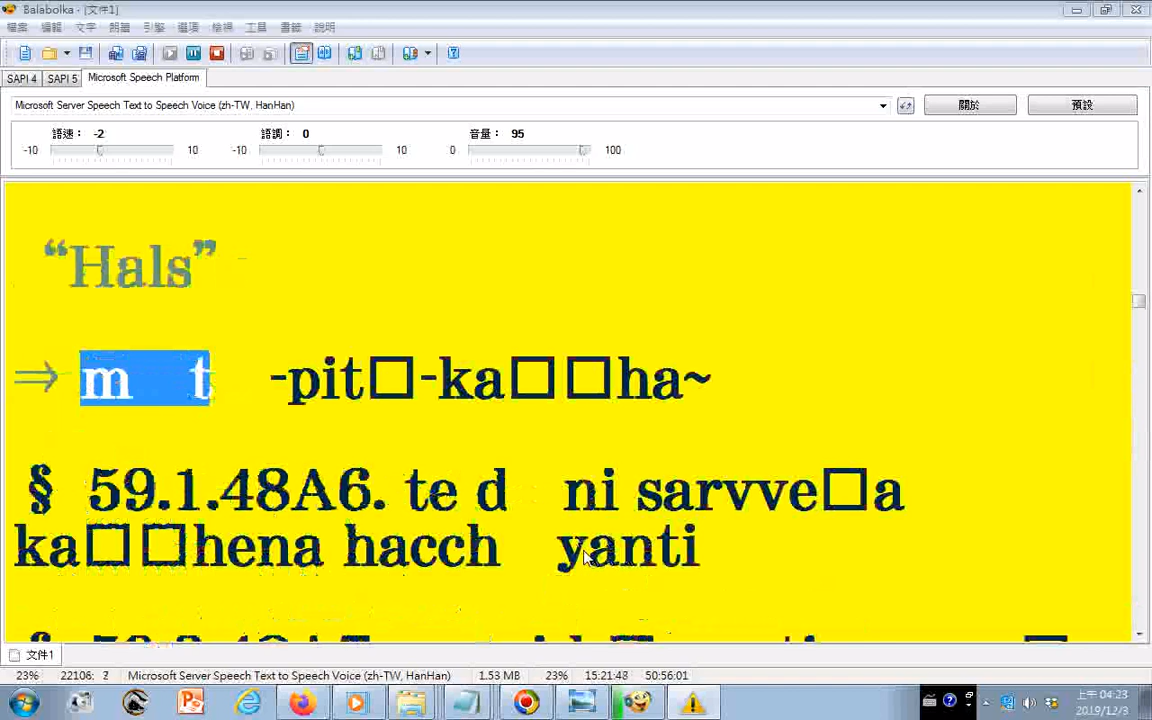 Balabolka - [文件1]
檔案 編輯 文字 朗讀 引擎 選項 檢視 工具 書籤 說明
SAPI 4 SAPI 5 Microsoft Speech Platform
Microsoft Server Speech Text to Speech Voice (zh-TW, HanHan) 關於 預設
語速： -2 語調： 0 音量： 95
-10 10 -10 10 0 100
“Hals”
⇒ m t -pit□-ka□□ha~
§ 59.1.48A6. te d ni sarvve□a
ka□□hena hacch yanti
文件1
23% 22106: 2 Microsoft Server Speech Text to Speech Voice (zh-TW, HanHan) 1.53 MB 23% 15:21:48 50:56:01
上午 04:23
2019/12/3